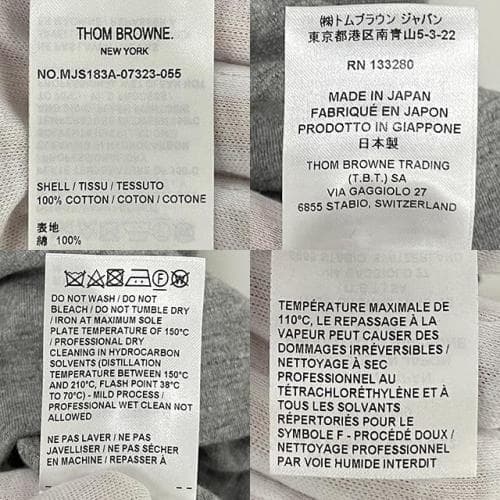 THOM BROWNE.
NEW YORK
NO.MJS183A-07323-055
SHELL / TISSU / TESSUTO
100% COTTON / COTON / COTONE
表地
綿 100%
㈱トムブラウン ジャパン
東京都港区南青山5-3-22
RN 133280
MADE IN JAPAN
FABRIQUÉ EN JAPON
PRODOTTO IN GIAPPONE
日本製
THOM BROWNE TRADING
(T.B.T.) SA
VIA GAGGIOLO 27
6855 STABIO, SWITZERLAND
DO NOT WASH / DO NOT
BLEACH / DO NOT TUMBLE DRY
/ IRON AT MAXIMUM SOLE
PLATE TEMPERATURE OF 150°C
/ PROFESSIONAL DRY
CLEANING IN HYDROCARBON
SOLVENTS (DISTILLATION
TEMPERATURE BETWEEN 150°C
AND 210°C, FLASH POINT 38°C
TO 70°C) - MILD PROCESS /
PROFESSIONAL WET CLEAN NOT
ALLOWED
NE PAS LAVER / NE PAS
JAVELLISER / NE PAS SÉCHER
EN MACHINE / REPASSER À
TEMPÉRATURE MAXIMALE DE
110°C, LE REPASSAGE À LA
VAPEUR PEUT CAUSER DES
DOMMAGES IRRÉVERSIBLES /
NETTOYAGE À SEC
PROFESSIONNEL AU
TÉTRACHLORÉTHYLÈNE ET À
TOUS LES SOLVANTS
RÉPERTORIÉS POUR LE
SYMBOLE F - PROCÉDÉ DOUX /
NETTOYAGE PROFESSIONNEL
PAR VOIE HUMIDE INTERDIT